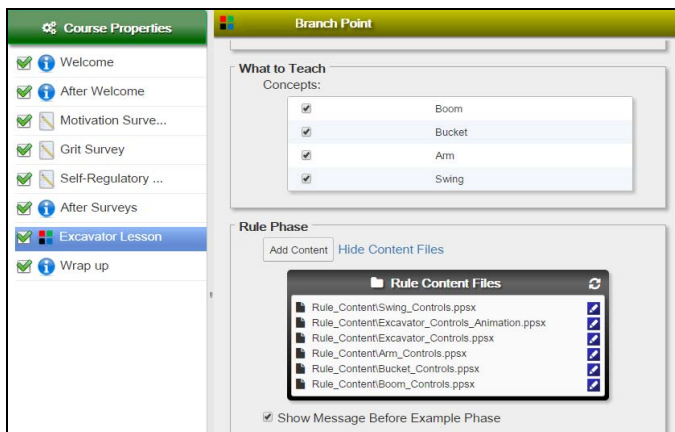 Course Properties
Welcome
After Welcome
Motivation Surve...
Grit Survey
Self-Regulatory ...
After Surveys
Excavator Lesson
Wrap up
Branch Point
What to Teach
Concepts:
Boom
Bucket
Arm
Swing
Rule Phase
Add Content Hide Content Files
Rule Content Files
Rule_Content\Swing_Controls.ppsx
Rule_Content\Excavator_Controls_Animation.ppsx
Rule_Content\Excavator_Controls.ppsx
Rule_Content\Arm_Controls.ppsx
Rule_Content\Bucket_Controls.ppsx
Rule_Content\Boom_Controls.ppsx
Show Message Before Example Phase